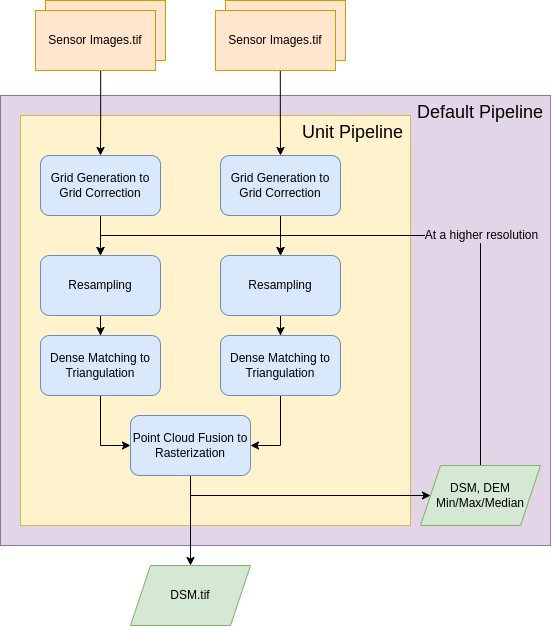 Sensor Images.tif
Sensor Images.tif
Default Pipeline
Unit Pipeline
Grid Generation to
Grid Correction
Grid Generation to
Grid Correction
At a higher resolution
Resampling
Resampling
Dense Matching to
Triangulation
Dense Matching to
Triangulation
Point Cloud Fusion to
Rasterization
DSM, DEM
Min/Max/Median
DSM.tif